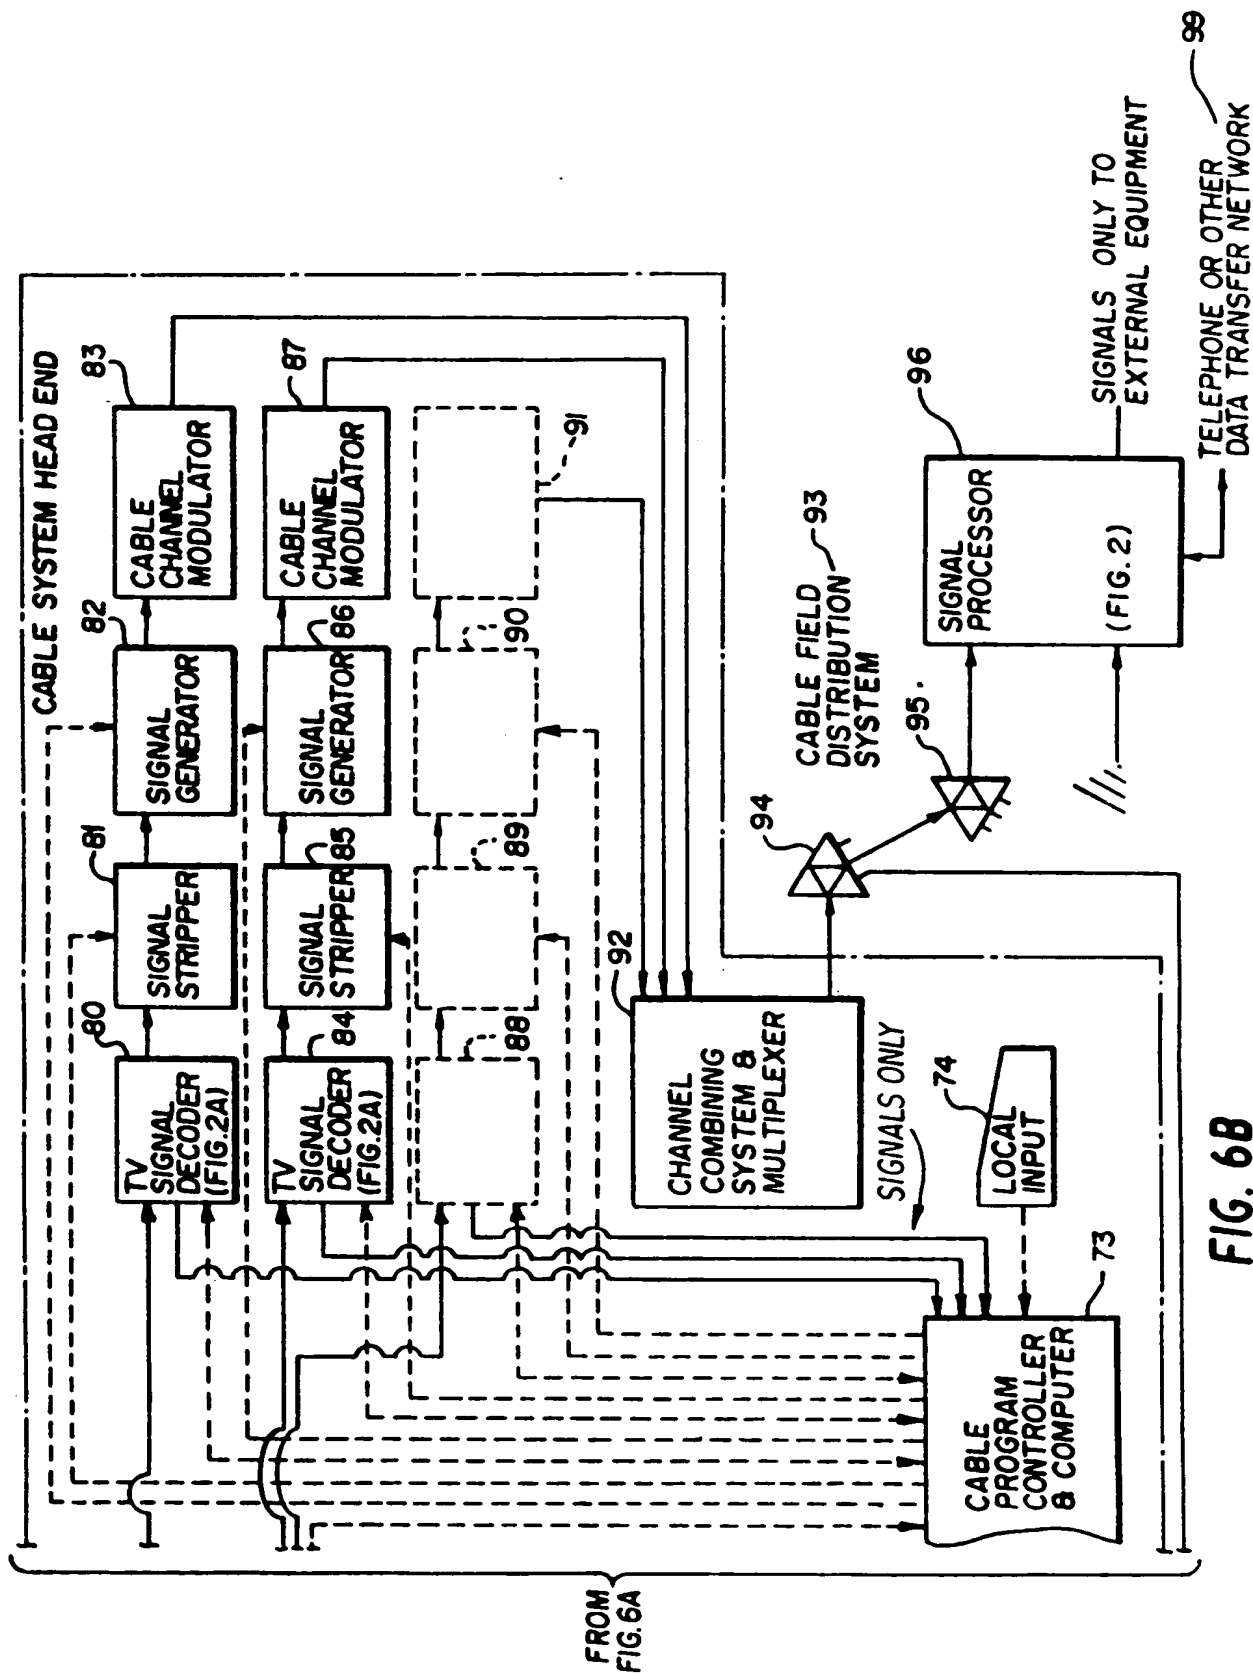 CABLE SYSTEM HEAD END
80
81
82
83
TV
SIGNAL
DECODER
(FIG.2A)
SIGNAL
STRIPPER
SIGNAL
GENERATOR
CABLE
CHANNEL
MODULATOR
84
85
86
87
TV
SIGNAL
DECODER
(FIG.2A)
SIGNAL
STRIPPER
SIGNAL
GENERATOR
CABLE
CHANNEL
MODULATOR
88
89
90
91
FROM
FIG.6A
92
CHANNEL
COMBINING
SYSTEM &
MULTIPLEXER
94
CABLE FIELD
DISTRIBUTION 93
SYSTEM
95.
96
SIGNAL
PROCESSOR
(FIG. 2)
SIGNALS ONLY TO
EXTERNAL EQUIPMENT
99
TELEPHONE OR OTHER
DATA TRANSFER NETWORK
SIGNALS ONLY
74
LOCAL
INPUT
73
CABLE
PROGRAM
CONTROLLER
& COMPUTER
FIG. 6B